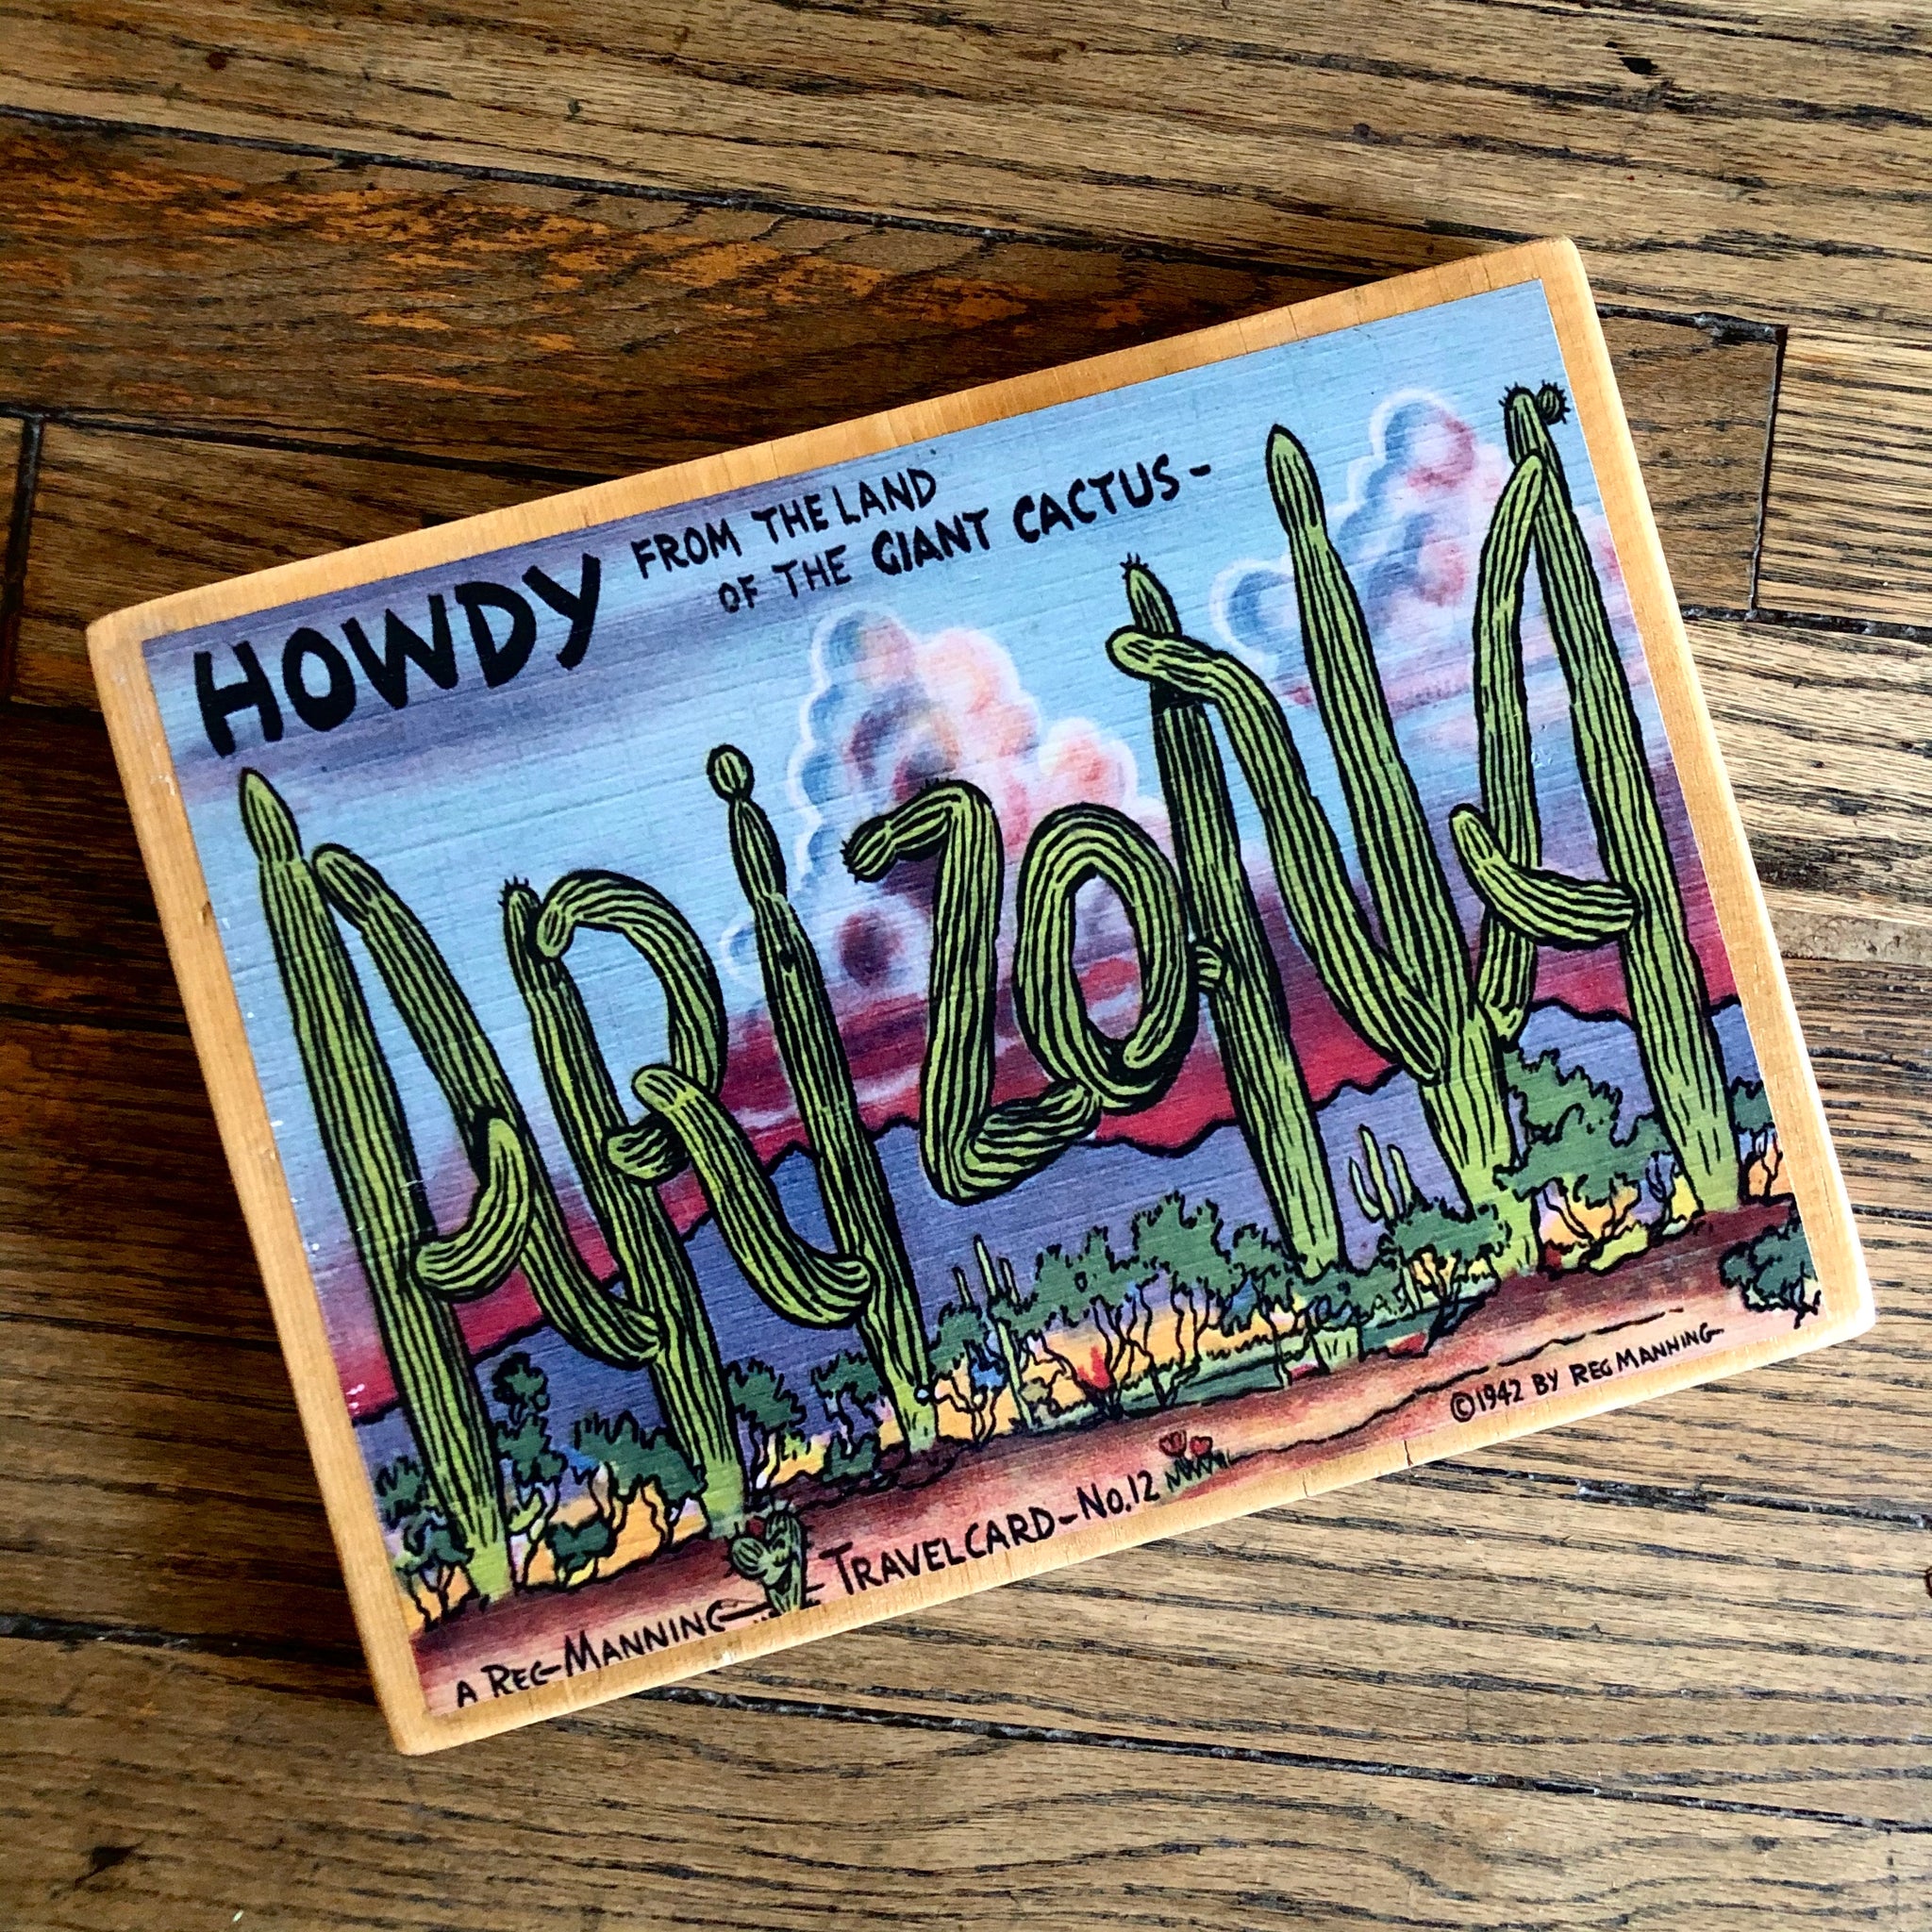 HOWDY FROM THE LAND
OF THE GIANT CACTUS-
ARIZONA
©1942 BY REG MANNING
A REG MANNING TRAVELCARD-No.12